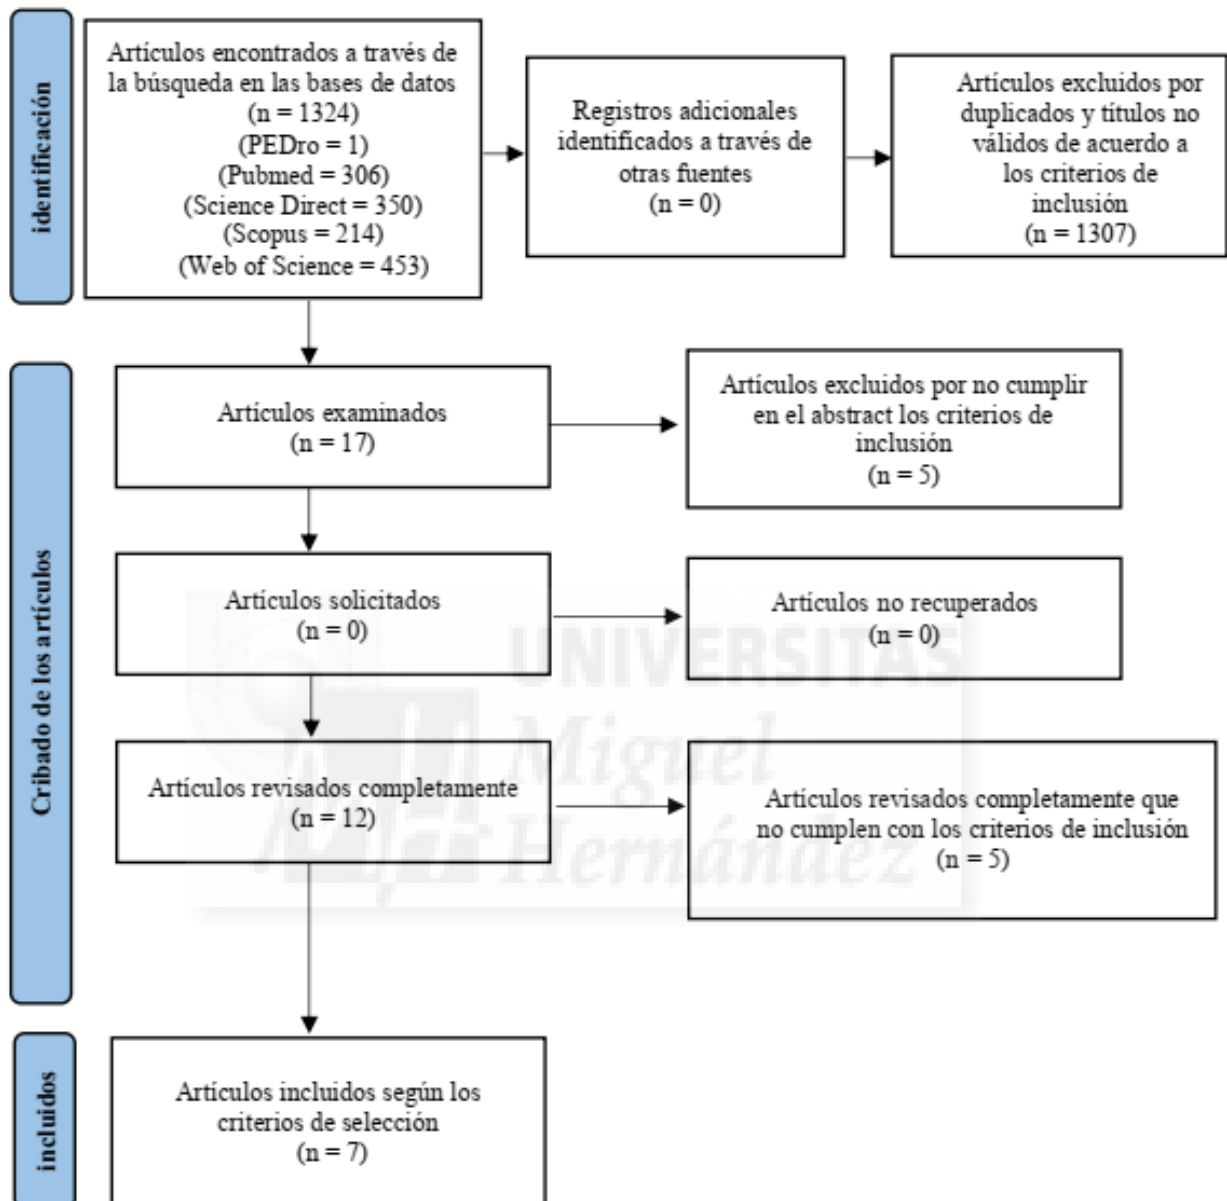 identificación
Artículos encontrados a través de
la búsqueda en las bases de datos
(n = 1324)
(PEDro = 1)
(Pubmed = 306)
(Science Direct = 350)
(Scopus = 214)
(Web of Science = 453)
Registros adicionales
identificados a través de
otras fuentes
(n = 0)
Artículos excluidos por
duplicados y títulos no
válidos de acuerdo a
los criterios de
inclusión
(n = 1307)
Cribado de los artículos
Artículos examinados
(n = 17)
Artículos excluidos por no cumplir
en el abstract los criterios de
inclusión
(n = 5)
Artículos solicitados
(n = 0)
Artículos no recuperados
(n = 0)
UNIVERSITAS
Miguel
Hernández
Artículos revisados completamente
(n = 12)
Artículos revisados completamente que
no cumplen con los criterios de inclusión
(n = 5)
incluidos
Artículos incluidos según los
criterios de selección
(n = 7)